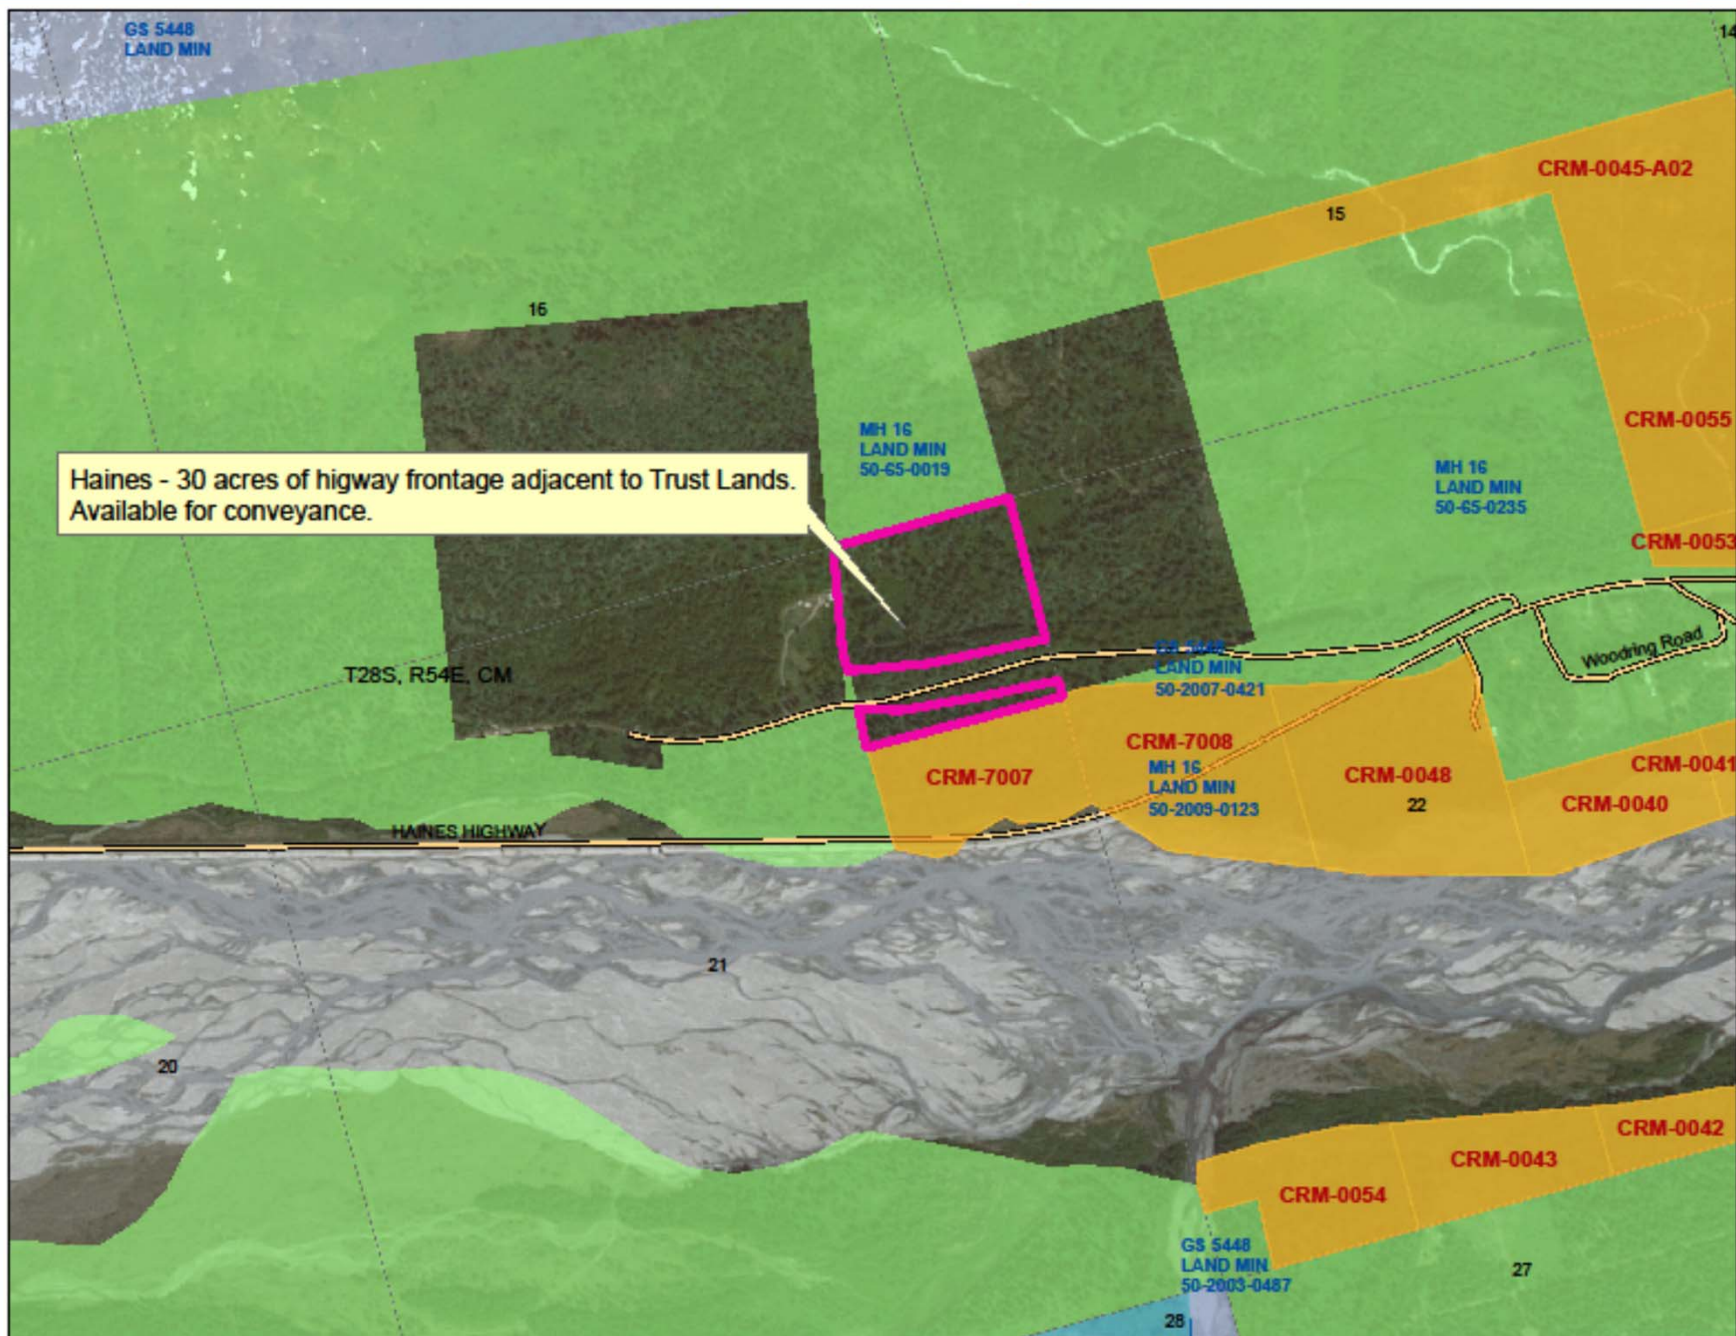 GS 5448
LAND MIN
14
CRM-0045-A02
15
16
CRM-0055
MH 16
LAND MIN
50-65-0019
MH 16
LAND MIN
50-65-0235
Haines - 30 acres of higway frontage adjacent to Trust Lands.
Available for conveyance.
CRM-0053
Woodring Road
GS 5448
LAND MIN
50-2007-0421
T28S, R54E, CM
CRM-7008
CRM-7007
MH 16
LAND MIN
50-2009-0123
CRM-0048
22
CRM-0041
CRM-0040
HAINES HIGHWAY
21
20
CRM-0042
CRM-0043
CRM-0054
GS 5448
LAND MIN
50-2003-0487
27
28